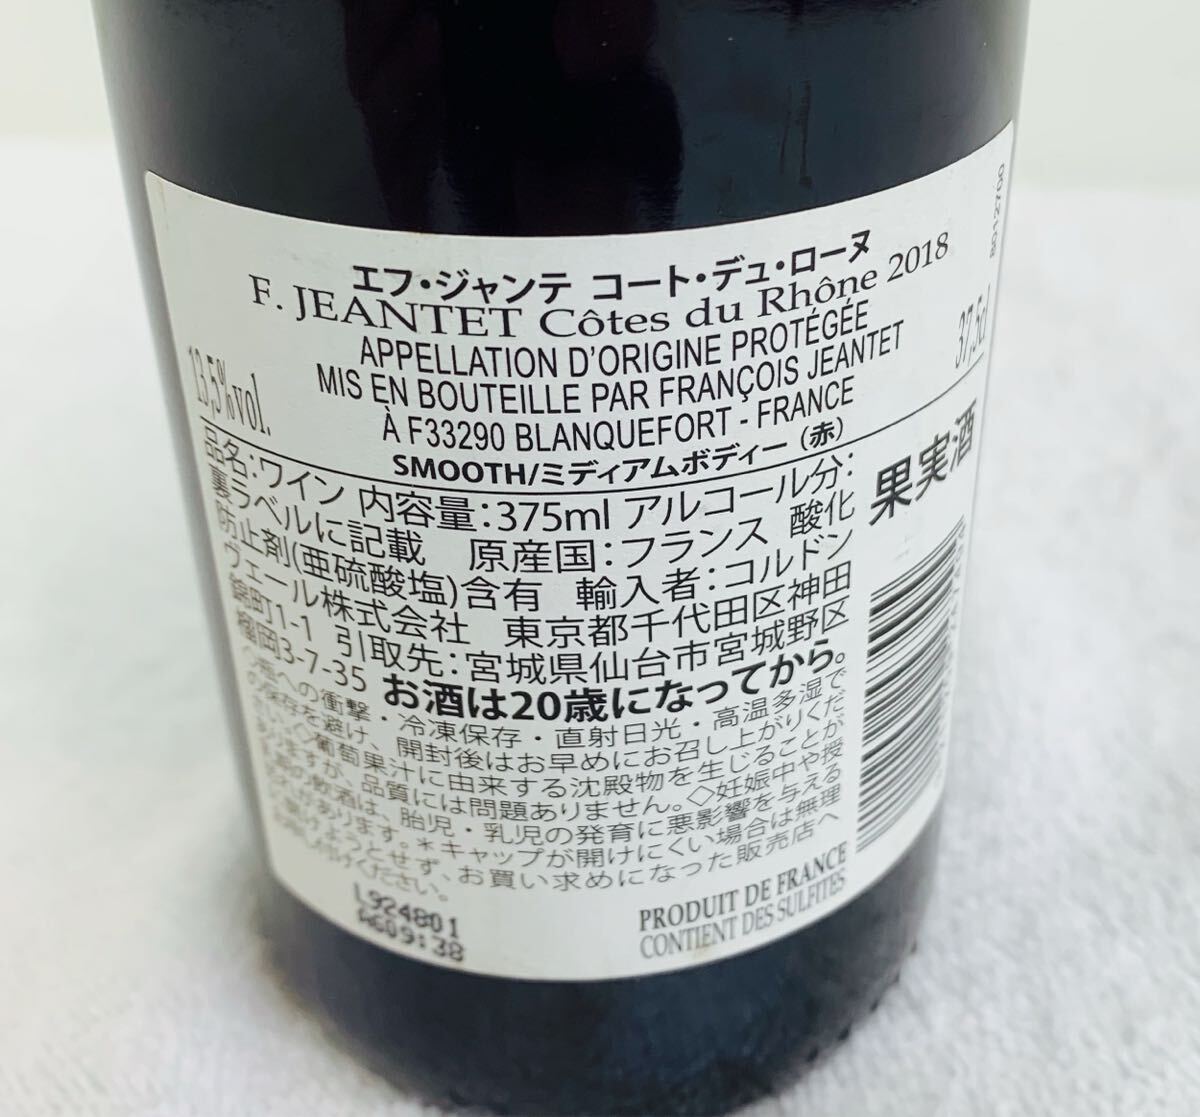 エフ・ジャンテ コート・デュ・ローヌ
F. JEANTET Côtes du Rhône 2018
APPELLATION D'ORIGINE PROTÉGÉE
MIS EN BOUTEILLE PAR FRANÇOIS JEANTET
À F33290 BLANQUEFORT - FRANCE
13,5%vol.
37,5cl
SMOOTH/ミディアムボディー（赤）
品名：ワイン 内容量：375ml アルコール分：
裏ラベルに記載 原産国：フランス 酸化
防止剤(亜硫酸塩)含有 輸入者：コルドン
ヴェール株式会社 東京都千代田区神田
錦町1-1 引取先：宮城県仙台市宮城野区
榴岡3-7-35 お酒は20歳になってから。
への衝撃・冷凍保存・直射日光・高温多湿で
の保存を避け、開封後はお早めにお召し上がりくだ
さい◇葡萄果汁に由来する沈殿物を生じることが
ありますが、品質には問題ありません。◇妊娠中や授
の飲酒は、胎児・乳児の発育に悪影響を与える
があります。＊キャップが開けにくい場合は無理
開けようとせず、お買い求めになった販売店へ
ください。
果実酒
L924801
09:38
PRODUIT DE FRANCE
CONTIENT DES SULFITES